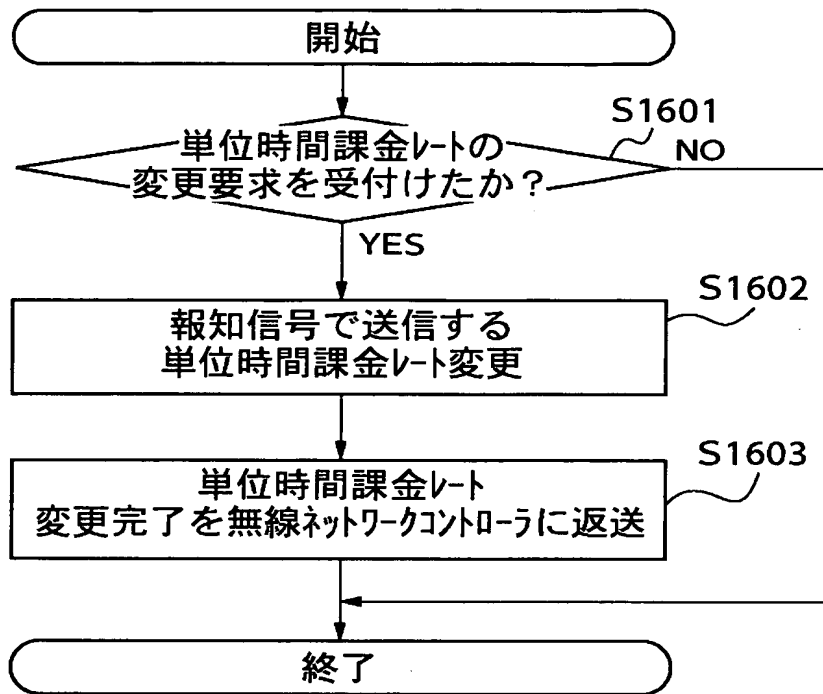 開始
S1601
単位時間課金レートの
変更要求を受付けたか？
NO
YES
S1602
報知信号で送信する
単位時間課金レート変更
S1603
単位時間課金レート
変更完了を無線ネットワークコントローラに返送
終了